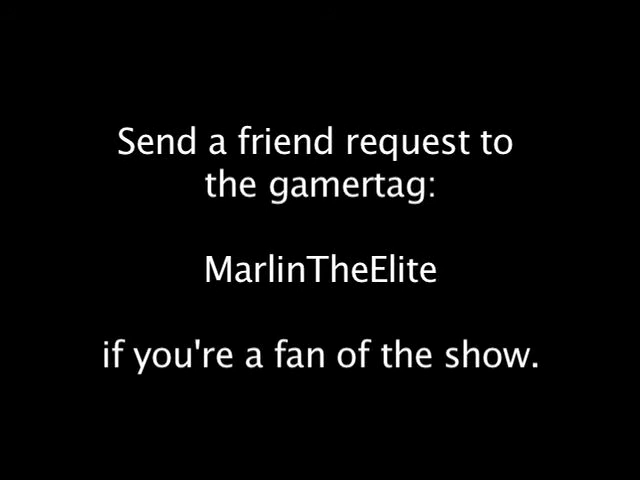 Send a friend request to
the gamertag:
MarlinTheElite
if you're a fan of the show.